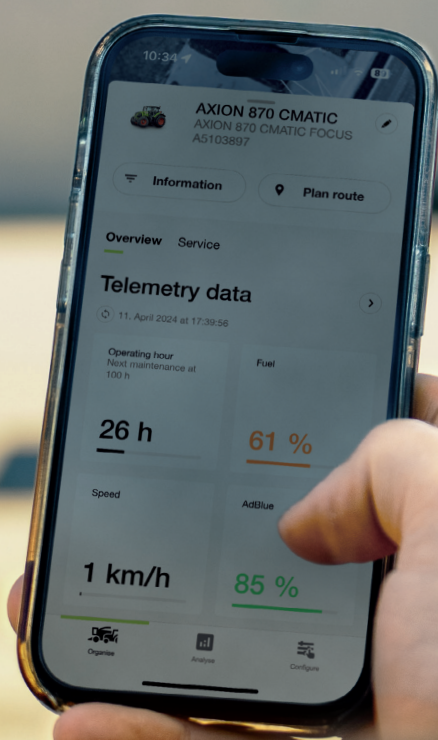 10:34
AXION 870 CMATIC
AXION 870 CMATIC FOCUS
A5103897
Information
Plan route
Overview Service
Telemetry data
11. April 2024 at 17:39:56
Operating hour
Next maintenance at
100 h
26 h
Fuel
61 %
Speed
1 km/h
AdBlue
85 %
Organise
Analyse
Configure